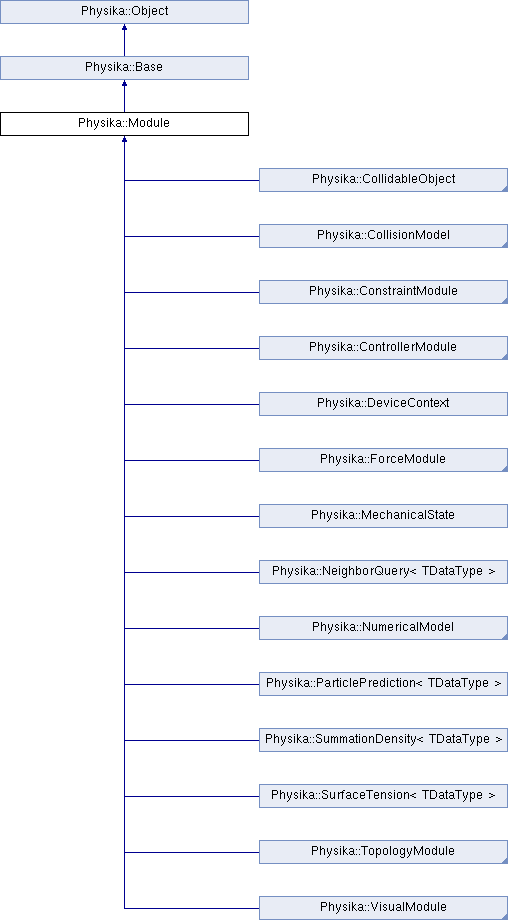 Physika::Object
Physika::Base
Physika::Module
Physika::CollidableObject
Physika::CollisionModel
Physika::ConstraintModule
Physika::ControllerModule
Physika::DeviceContext
Physika::ForceModule
Physika::MechanicalState
Physika::NeighborQuery< TDataType >
Physika::NumericalModel
Physika::ParticlePrediction< TDataType >
Physika::SummationDensity< TDataType >
Physika::SurfaceTension< TDataType >
Physika::TopologyModule
Physika::VisualModule